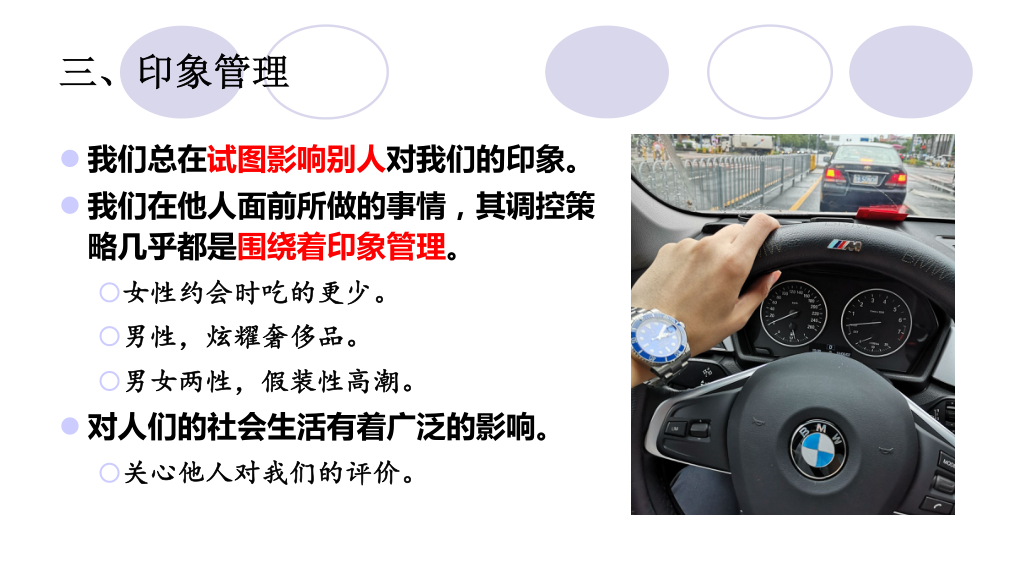 三、印象管理
我们总在试图影响别人对我们的印象。
我们在他人面前所做的事情，其调控策
略几乎都是围绕着印象管理。
女性约会时吃的更少。
男性，炫耀奢侈品。
男女两性，假装性高潮。
对人们的社会生活有着广泛的影响。
关心他人对我们的评价。
BMW